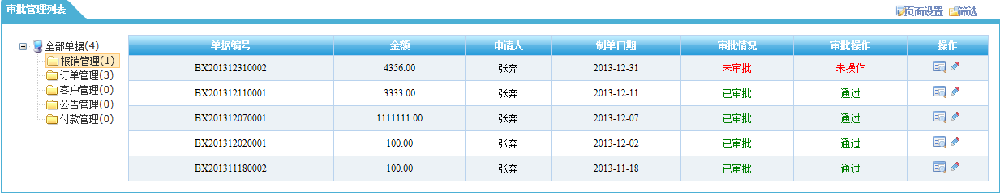 审批管理列表
页面设置 筛选
全部单据(4)
报销管理(1)
订单管理(3)
客户管理(0)
公告管理(0)
付款管理(0)
单据编号 金额 申请人 制单日期 审批情况 审批操作 操作
BX201312310002 4356.00 张奔 2013-12-31 未审批 未操作
BX201312110001 3333.00 张奔 2013-12-11 已审批 通过
BX201312070001 1111111.00 张奔 2013-12-07 已审批 通过
BX201312020001 100.00 张奔 2013-12-02 已审批 通过
BX201311180002 100.00 张奔 2013-11-18 已审批 通过